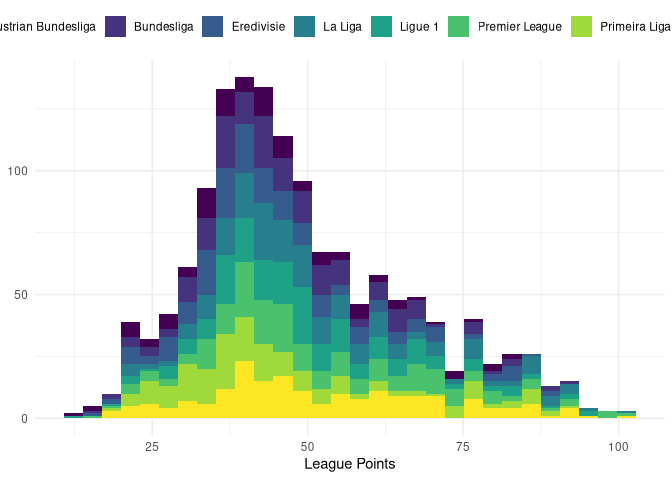 strian Bundesliga Bundesliga Eredivisie La Liga Ligue 1 Premier League Primeira Liga
100
50
0
25 50 75 100
League Points